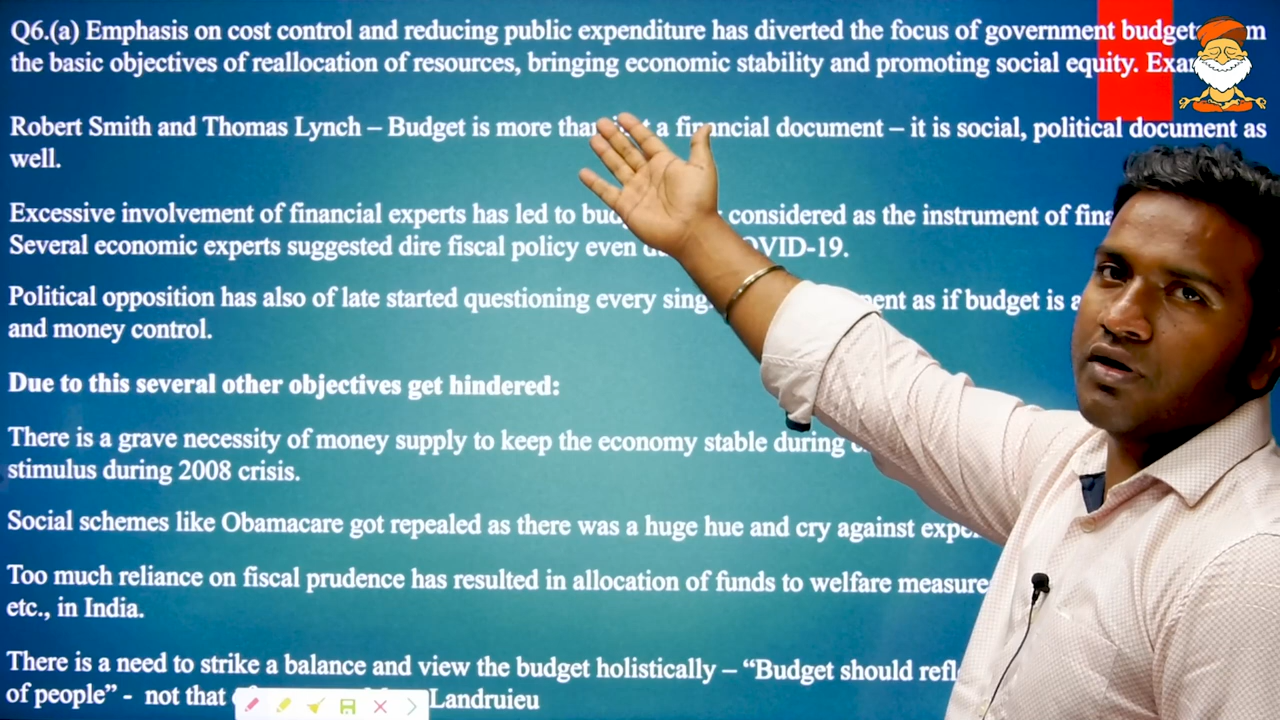 Q6.(a) Emphasis on cost control and reducing public expenditure has diverted the focus of government budgets
the basic objectives of reallocation of resources, bringing economic stability and promoting social equity.
Robert Smith and Thomas Lynch – Budget is more than a financial document – it is social, political document as
well.
Excessive involvement of financial experts has led to considered as the instrument of
Several economic experts suggested dire fiscal policy even COVID-19.
Political opposition has also of late started questioning every as if budget is
and money control.
Due to this several other objectives get hindered:
There is a grave necessity of money supply to keep the economy stable during
stimulus during 2008 crisis.
Social schemes like Obamacare got repealed as there was a huge hue and cry against
Too much reliance on fiscal prudence has resulted in allocation of funds to welfare
etc., in India.
There is a need to strike a balance and view the budget holistically – “Budget should
of people” - not that Landruieu